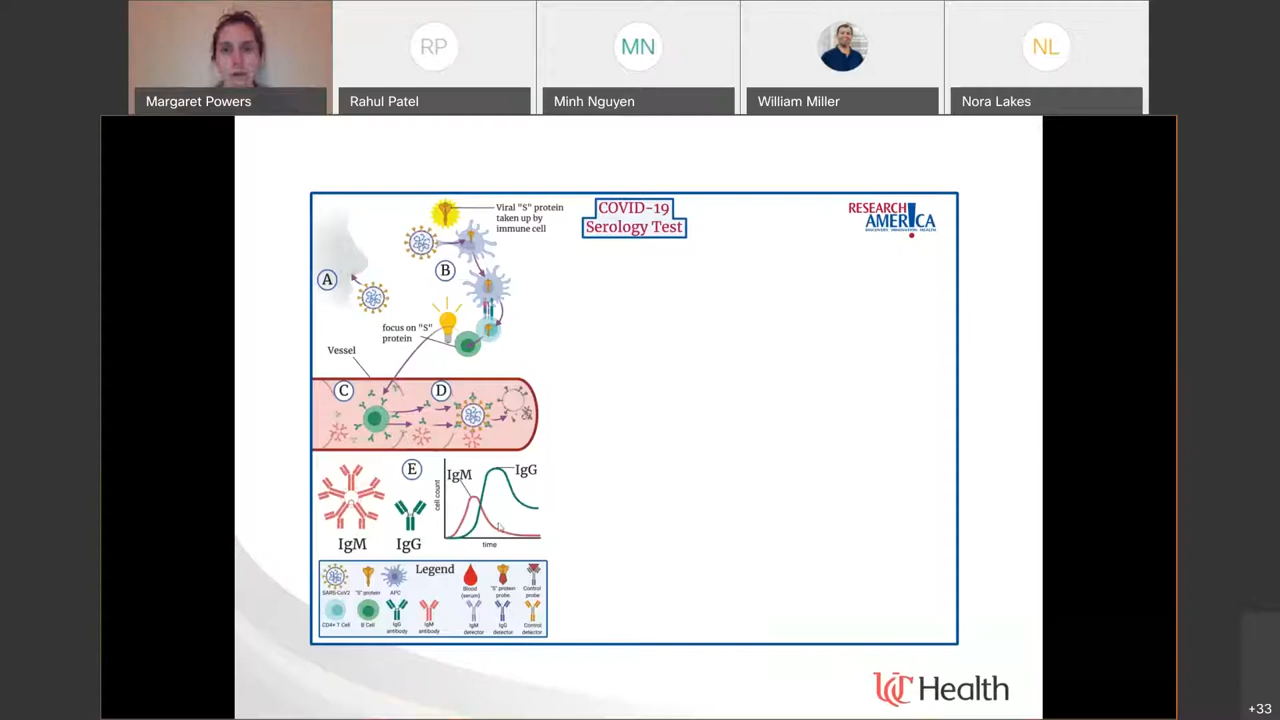 RP
MN
NL
Margaret Powers
Rahul Patel
Minh Nguyen
William Miller
Nora Lakes
COVID-19
Serology Test
RESEARCH
AMERICA
DISCOVERY INNOVATION HEALTH
Viral "S" protein
taken up by
immune cell
A
B
focus on "S"
protein
Vessel
C
D
E
IgM
IgG
IgM
IgG
cell count
time
Legend
SARS-CoV2
"S" protein
APC
Blood
(serum)
"S" protein
probe
Control
probe
CD4+ T Cell
B Cell
IgG
antibody
IgM
antibody
IgM
detector
IgG
detector
Control
detector
UC Health
+33